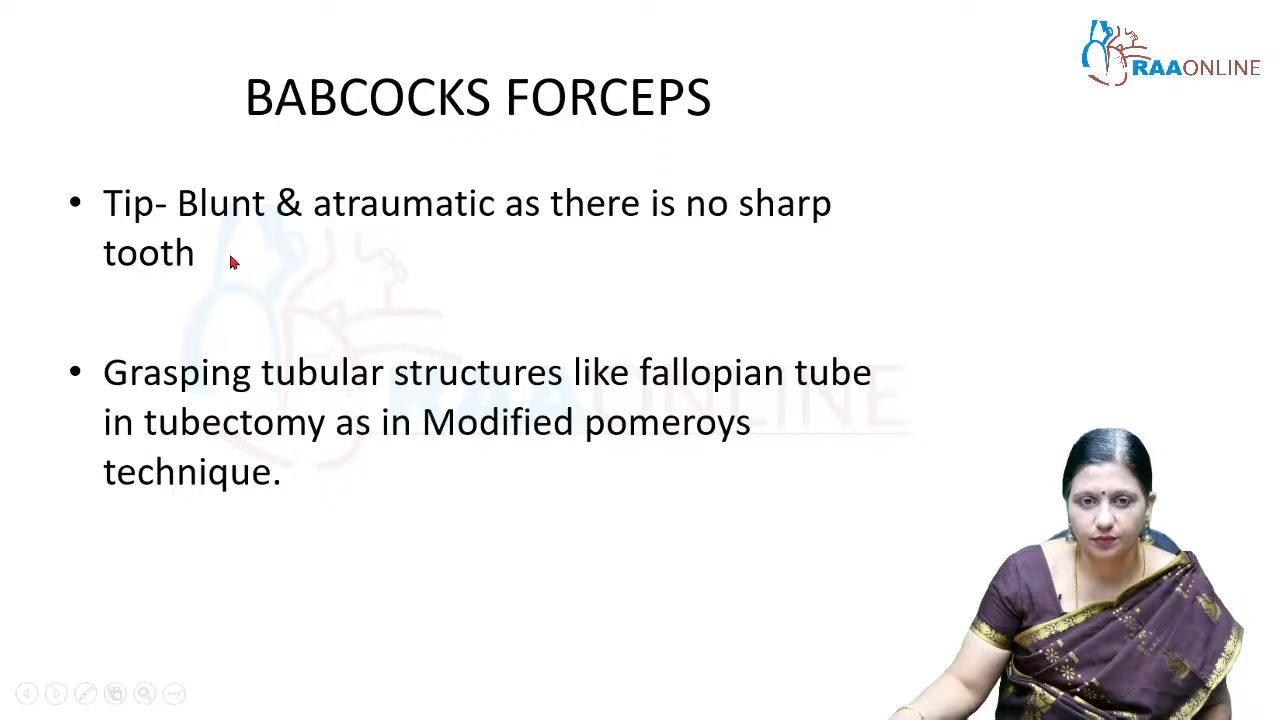 RAAONLINE
BABCOCKS FORCEPS
• Tip- Blunt & atraumatic as there is no sharp
tooth
• Grasping tubular structures like fallopian tube
in tubectomy as in Modified pomeroys
technique.
RAAONLINE